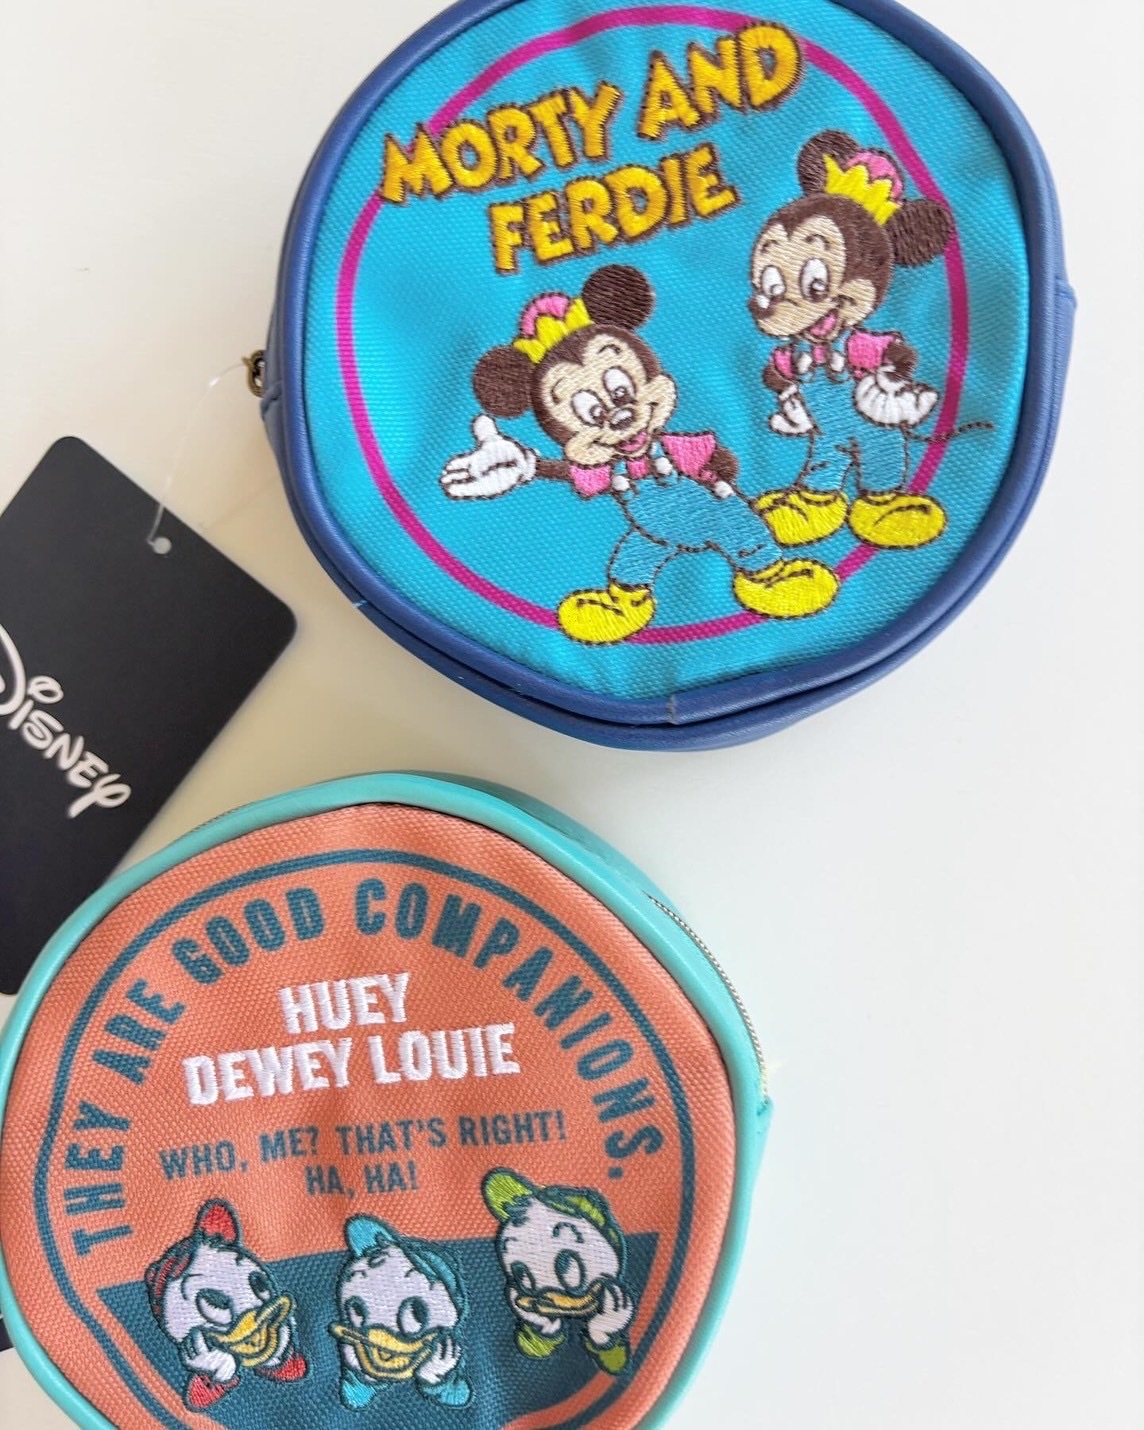 MORTY AND
FERDIE
Disney
THEY ARE GOOD COMPANIONS.
HUEY
DEWEY LOUIE
WHO, ME? THAT'S RIGHT!
HA, HA!